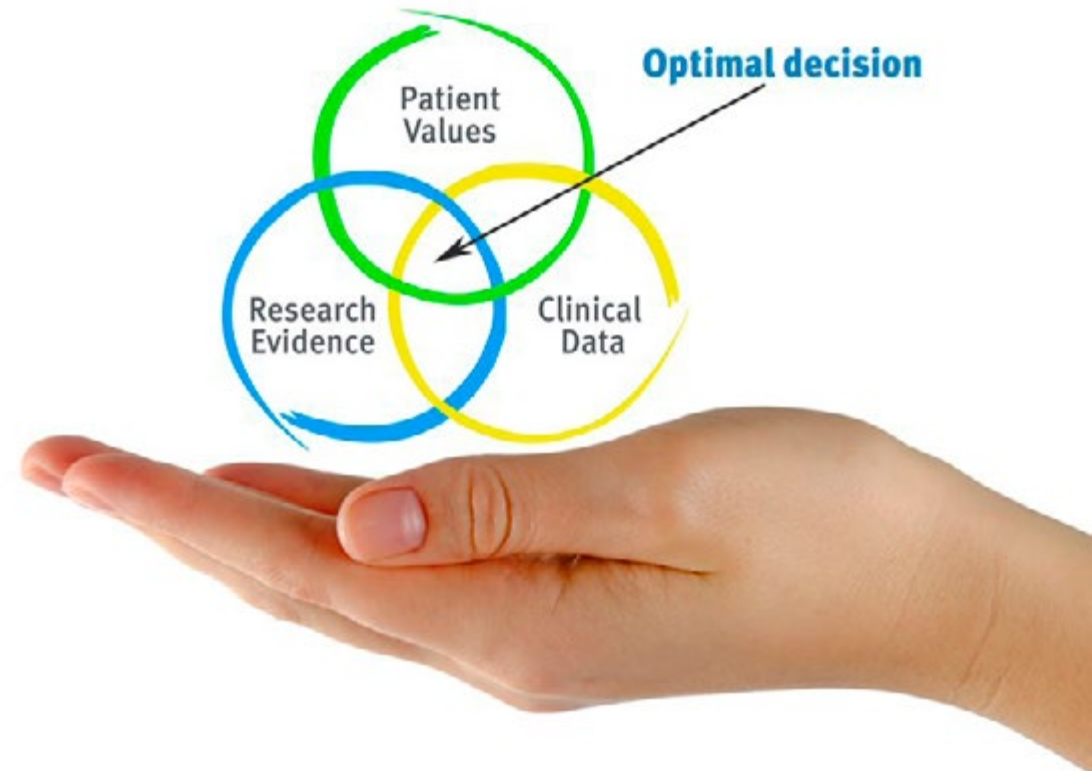 Optimal decision
Patient
Values
Research
Evidence
Clinical
Data